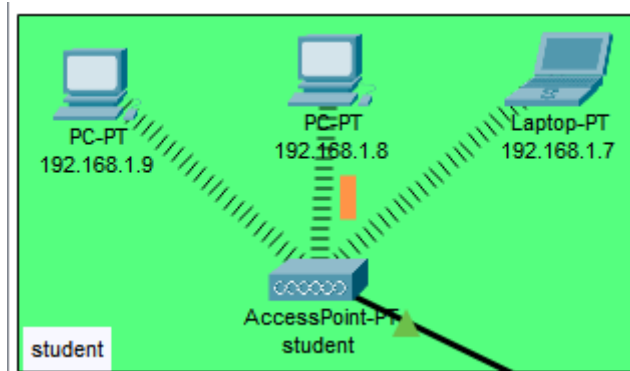 PC-PT
192.168.1.9
PC-PT
192.168.1.8
Laptop-PT
192.168.1.7
AccessPoint-PT
student
student